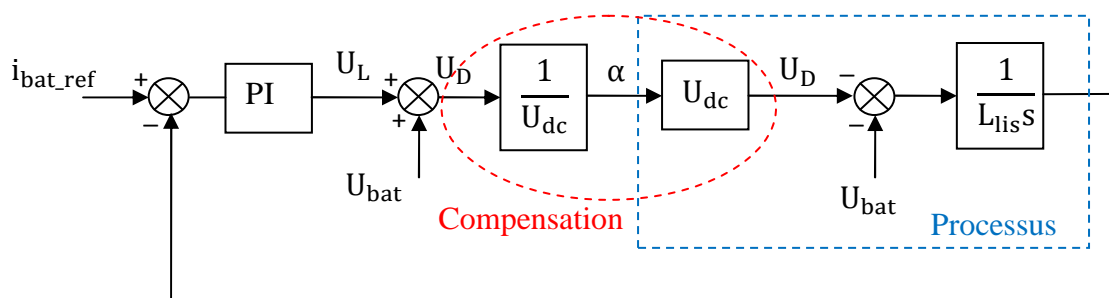 i_bat_ref
+
−
PI
U_L
+
+
U_bat
U_D
1
U_dc
α
U_dc
U_D
−
−
U_bat
1
L_lis s
Compensation
Processus